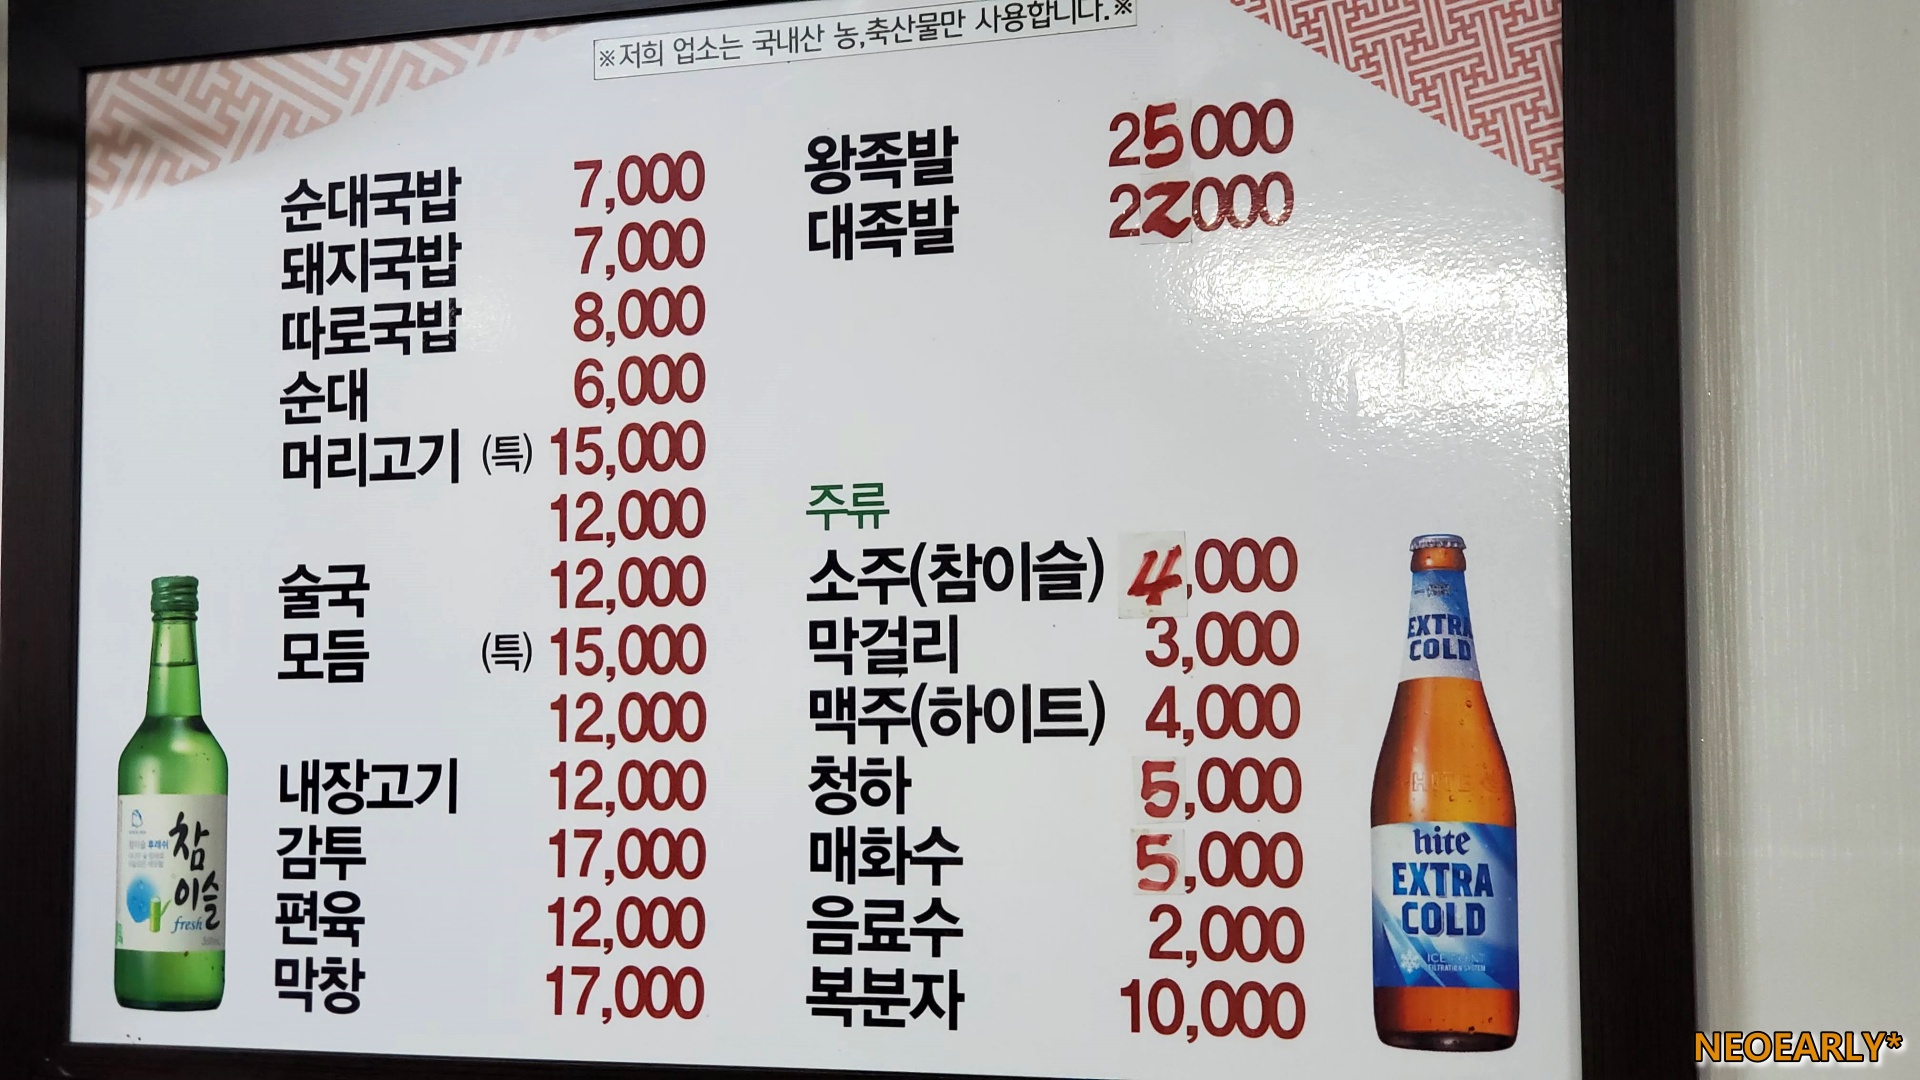 ※저희 업소는 국내산 농,축산물만 사용합니다.※
순대국밥 7,000
돼지국밥 7,000
따로국밥 8,000
순대 6,000
머리고기 (특) 15,000
12,000
술국 12,000
모듬 (특) 15,000
12,000
내장고기 12,000
감투 17,000
편육 12,000
막창 17,000
왕족발 25000
대족발 22000
주류
소주(참이슬) 4,000
막걸리 3,000
맥주(하이트) 4,000
청하 5,000
매화수 5,000
음료수 2,000
복분자 10,000
참
이슬
fresh
EXTRA
COLD
HITE
hite
EXTRA
COLD
NEOEARLY*